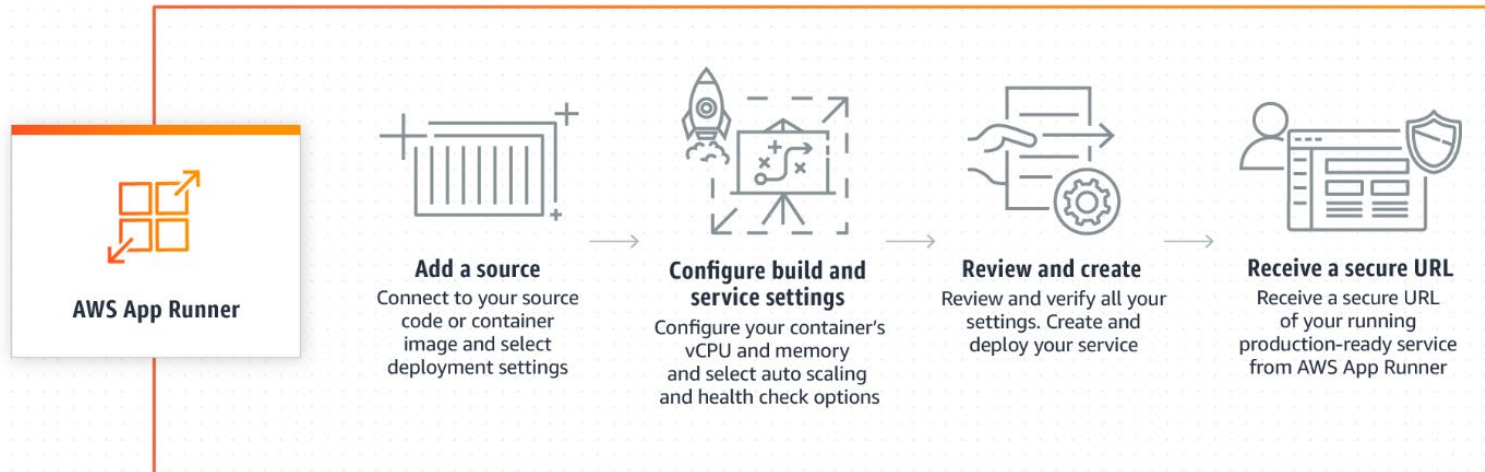 AWS App Runner
Add a source
Connect to your source
code or container
image and select
deployment settings
Configure build and
service settings
Configure your container's
vCPU and memory
and select auto scaling
and health check options
Review and create
Review and verify all your
settings. Create and
deploy your service
Receive a secure URL
Receive a secure URL
of your running
production-ready service
from AWS App Runner